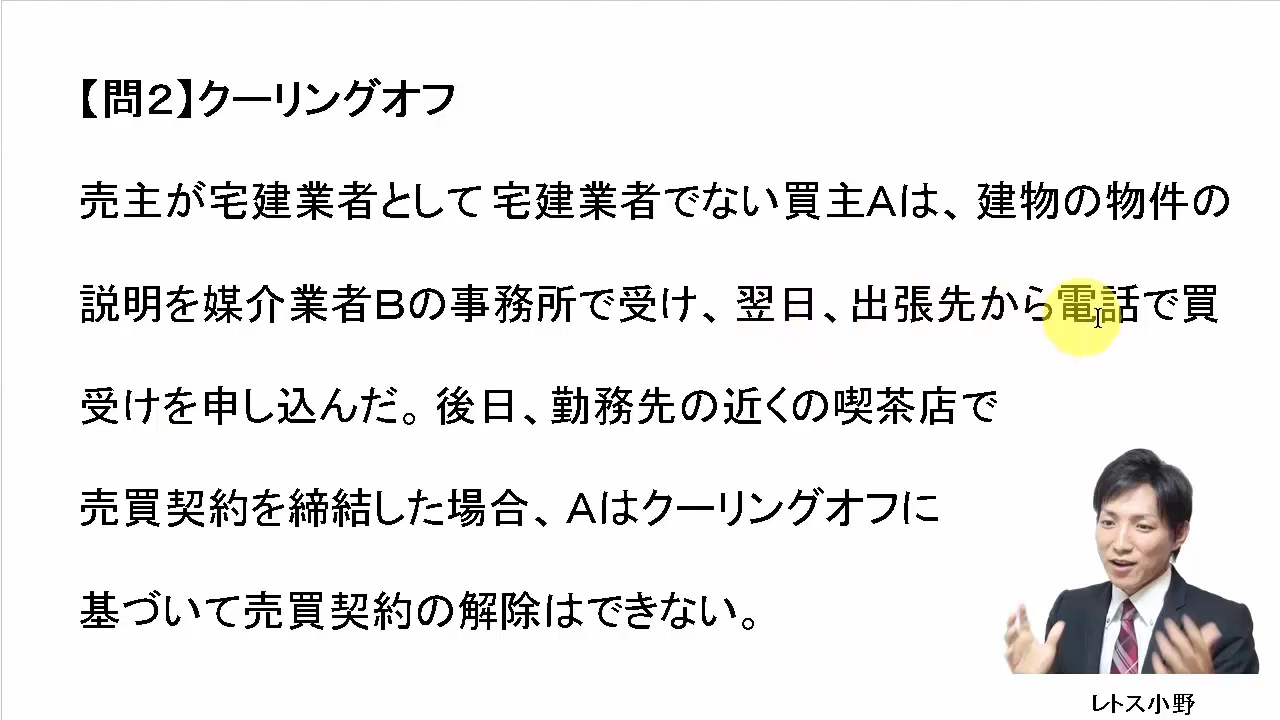 【問２】クーリングオフ
売主が宅建業者として宅建業者でない買主Ａは、建物の物件の
説明を媒介業者Ｂの事務所で受け、翌日、出張先から電話で買
受けを申し込んだ。後日、勤務先の近くの喫茶店で
売買契約を締結した場合、Ａはクーリングオフに
基づいて売買契約の解除はできない。
レトス小野